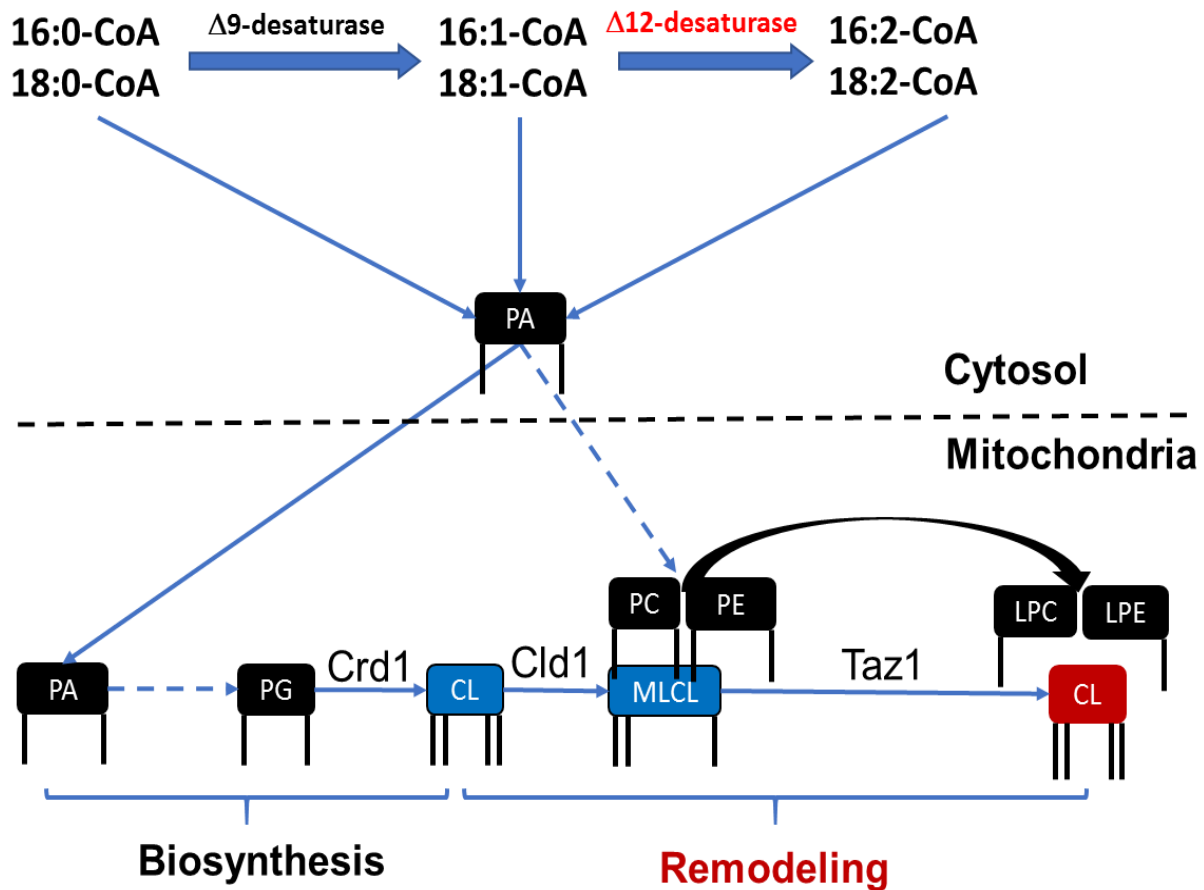 16:0-CoA Δ9-desaturase 16:1-CoA Δ12-desaturase 16:2-CoA
18:0-CoA 18:1-CoA 18:2-CoA
PA
Cytosol
Mitochondria
PC PE LPC LPE
Crd1 Cld1 Taz1
PA PG CL MLCL CL
Biosynthesis Remodeling